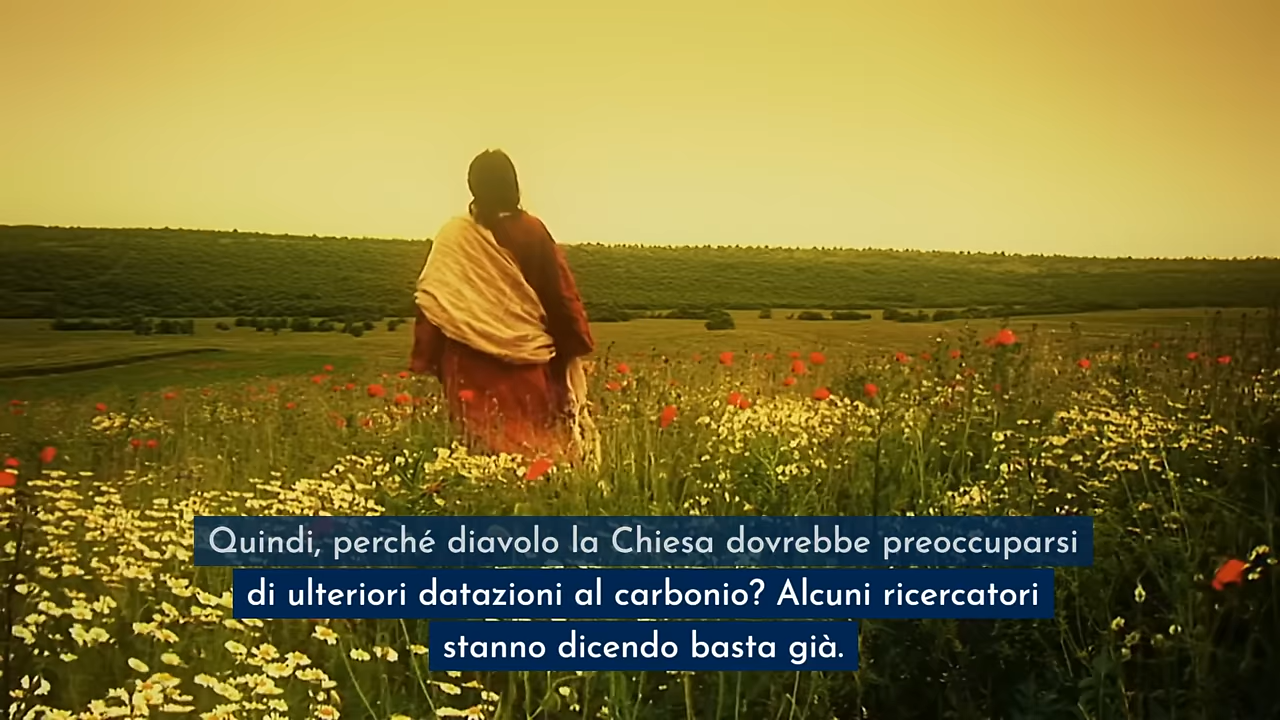 Quindi, perché diavolo la Chiesa dovrebbe preoccuparsi
di ulteriori datazioni al carbonio? Alcuni ricercatori
stanno dicendo basta già.